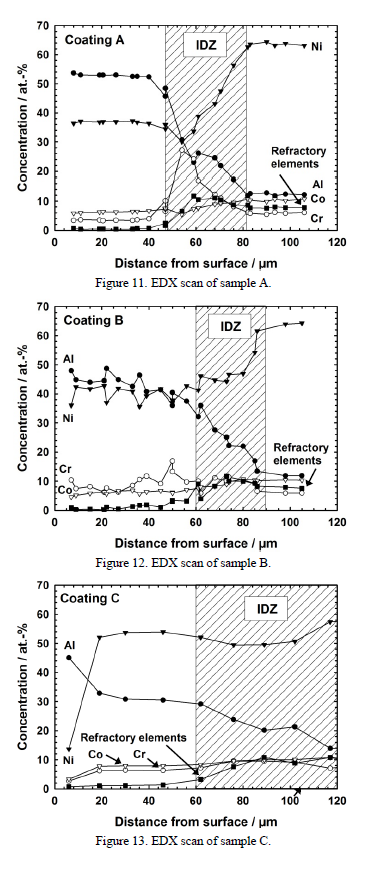 70
60
50
40
30
20
10
0
Concentration / at.-%
Coating A
IDZ
Ni
Refractory
elements
Al
Co
Cr
0 20 40 60 80 100 120
Distance from surface / μm
Figure 11. EDX scan of sample A.
70
60
50
40
30
20
10
0
Concentration / at.-%
Coating B
IDZ
Al
Ni
Cr
Co
Refractory
elements
0 20 40 60 80 100 120
Distance from surface / μm
Figure 12. EDX scan of sample B.
70
60
50
40
30
20
10
0
Concentration / at.-%
Coating C
IDZ
Al
Refractory elements
Ni
Co
Cr
0 20 40 60 80 100 120
Distance from surface / μm
Figure 13. EDX scan of sample C.